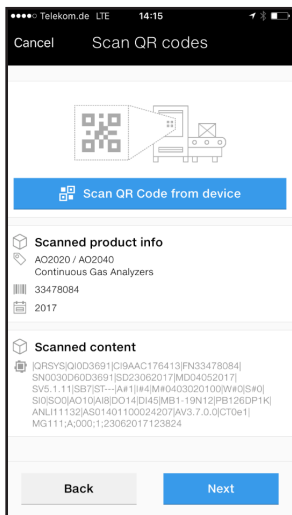 Telekom.de LTE 14:15
Cancel Scan QR codes
Scan QR Code from device
Scanned product info
AO2020 / AO2040
Continuous Gas Analyzers
33478084
2017
Scanned content
|QRSYS|QI0D3691|CI9AAC176413|FN33478084|
SN0030D60D3691|SD23062017|MD04052017|
SV5.1.11|SB7|ST---|A#1|I#4|M#0403020100|W#0|S#0|
SI0|SO0|AO10|AI8|DO14|DI45|MB1-19N12|PB126DP1K|
ANLI11132|AS01401100024207|AV3.7.0.0|CT0e1|
MG111;A;000;1;23062017123824
Back Next